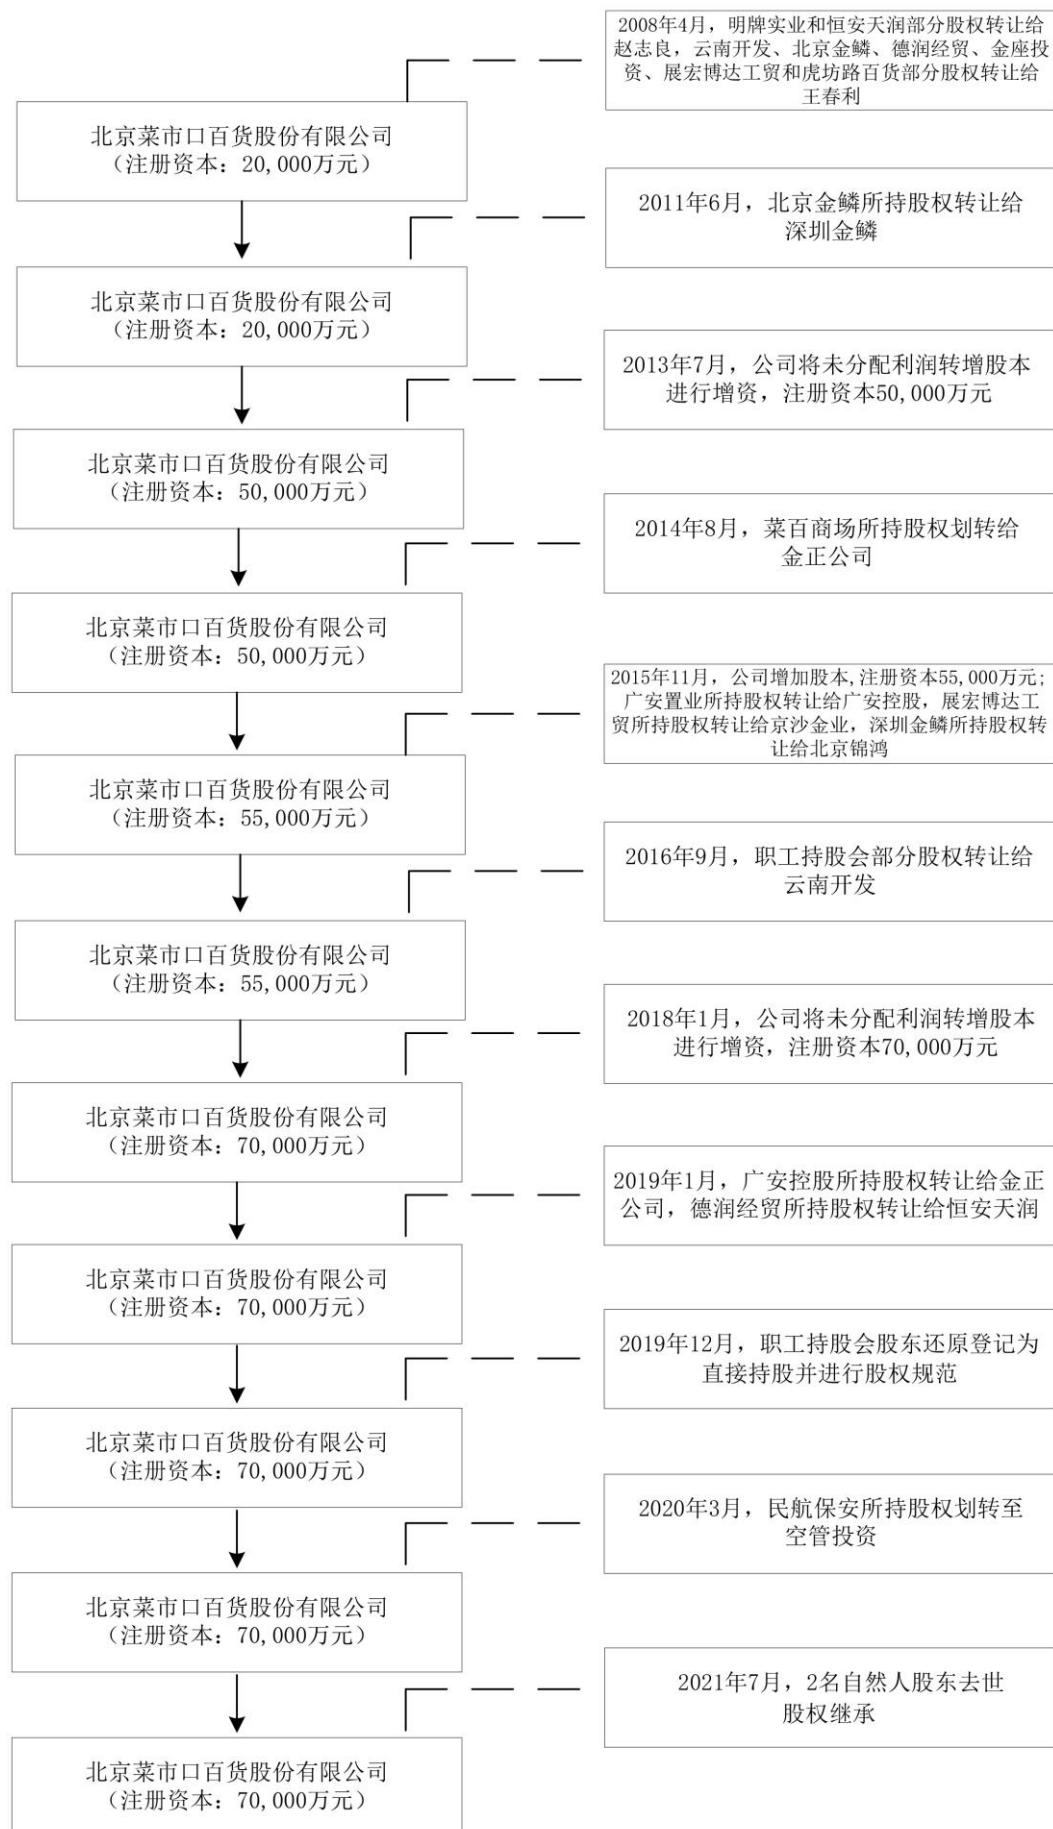 2008年4月，明牌实业和恒安天润部分股权转让给
赵志良，云南开发、北京金鳞、德润经贸、金座投
资、展宏博达工贸和虎坊路百货部分股权转让给
王春利
北京菜市口百货股份有限公司
（注册资本：20,000万元）
2011年6月，北京金鳞所持股权转让给
深圳金鳞
北京菜市口百货股份有限公司
（注册资本：20,000万元）
2013年7月，公司将未分配利润转增股本
进行增资，注册资本50,000万元
北京菜市口百货股份有限公司
（注册资本：50,000万元）
2014年8月，菜百商场所持股权划转给
金正公司
北京菜市口百货股份有限公司
（注册资本：50,000万元）
2015年11月，公司增加股本,注册资本55,000万元;
广安置业所持股权转让给广安控股，展宏博达工
贸所持股权转让给京沙金业，深圳金鳞所持股权转
让给北京锦鸿
北京菜市口百货股份有限公司
（注册资本：55,000万元）
2016年9月，职工持股会部分股权转让给
云南开发
北京菜市口百货股份有限公司
（注册资本：55,000万元）
2018年1月，公司将未分配利润转增股本
进行增资，注册资本70,000万元
北京菜市口百货股份有限公司
（注册资本：70,000万元）
2019年1月，广安控股所持股权转让给金正
公司，德润经贸所持股权转让给恒安天润
北京菜市口百货股份有限公司
（注册资本：70,000万元）
2019年12月，职工持股会股东还原登记为
直接持股并进行股权规范
北京菜市口百货股份有限公司
（注册资本：70,000万元）
2020年3月，民航保安所持股权划转至
空管投资
北京菜市口百货股份有限公司
（注册资本：70,000万元）
2021年7月，2名自然人股东去世
股权继承
北京菜市口百货股份有限公司
（注册资本：70,000万元）